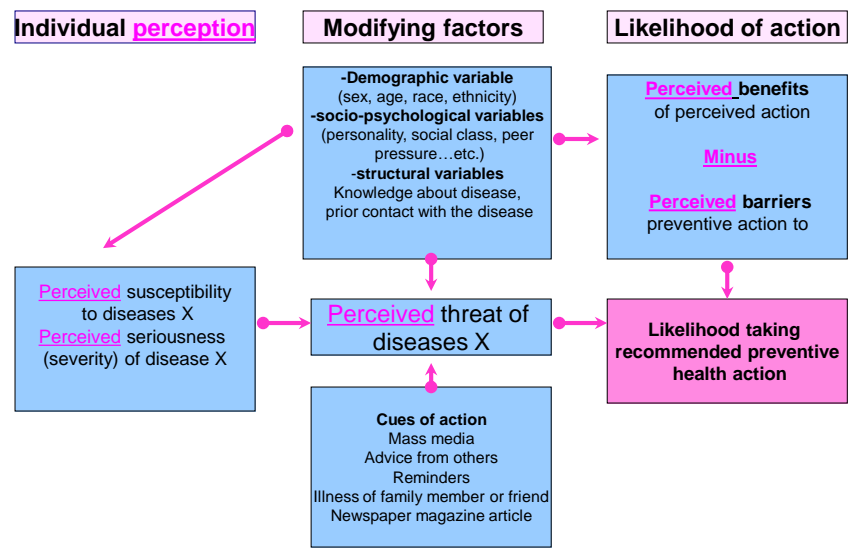 Individual perception
Modifying factors
Likelihood of action
-Demographic variable
(sex, age, race, ethnicity)
-socio-psychological variables
(personality, social class, peer
pressure…etc.)
-structural variables
Knowledge about disease,
prior contact with the disease
Perceived benefits
of perceived action
Minus
Perceived barriers
preventive action to
Perceived susceptibility
to diseases X
Perceived seriousness
(severity) of disease X
Perceived threat of
diseases X
Likelihood taking
recommended preventive
health action
Cues of action
Mass media
Advice from others
Reminders
Illness of family member or friend
Newspaper magazine article